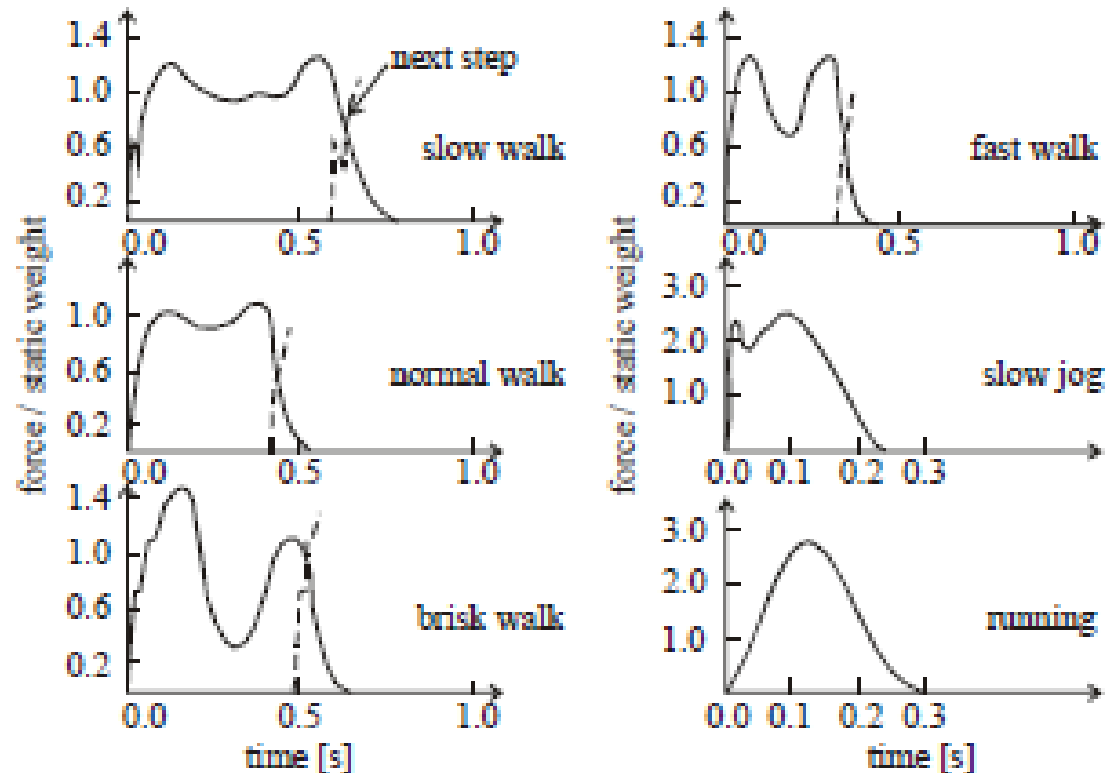 1.4
1.0
0.6
0.2
next step
slow walk
0.0 0.5 1.0
1.0
0.6
0.2
normal walk
0.0 0.5 1.0
1.4
1.0
0.6
0.2
brisk walk
0.0 0.5 1.0
force / static weight
time [s]
1.4
1.0
0.6
0.2
fast walk
0.0 0.5 1.0
3.0
2.0
1.0
slow jog
0.0 0.1 0.2 0.3
3.0
2.0
1.0
running
0.0 0.1 0.2 0.3
force / static weight
time [s]